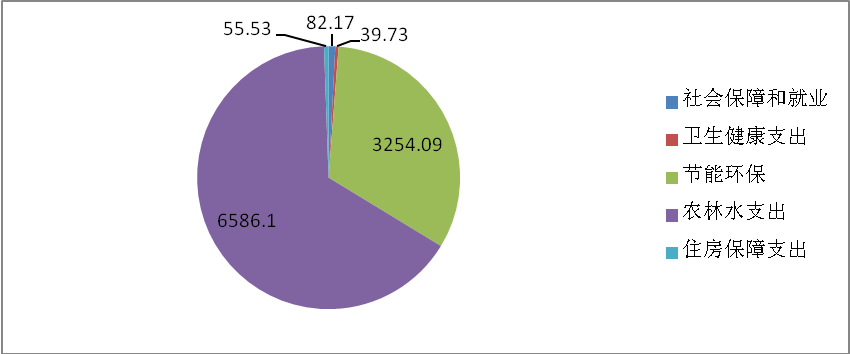 55.53
82.17
39.73
3254.09
6586.1
社会保障和就业
卫生健康支出
节能环保
农林水支出
住房保障支出